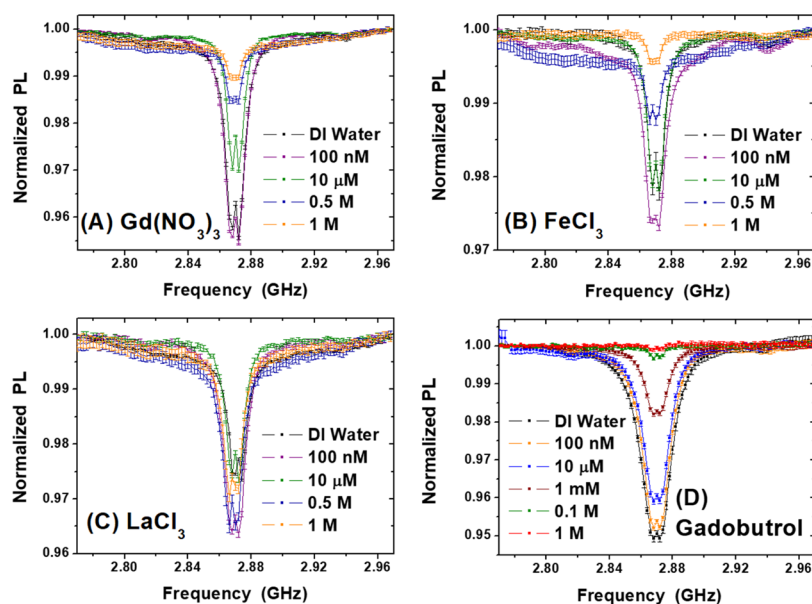 1.00
0.99
0.98
0.97
0.96
Normalized PL
DI Water
100 nM
10 μM
0.5 M
1 M
(A) Gd(NO3)3
2.80 2.84 2.88 2.92 2.96
Frequency (GHz)
1.00
0.99
0.98
0.97
Normalized PL
DI Water
100 nM
10 μM
0.5 M
1 M
(B) FeCl3
2.80 2.84 2.88 2.92 2.96
Frequency (GHz)
1.00
0.99
0.98
0.97
0.96
Normalized PL
DI Water
100 nM
10 μM
0.5 M
1 M
(C) LaCl3
2.80 2.84 2.88 2.92 2.96
Frequency (GHz)
1.00
0.99
0.98
0.97
0.96
0.95
Normalized PL
DI Water
100 nM
10 μM
1 mM
0.1 M
1 M
(D)
Gadobutrol
2.80 2.84 2.88 2.92 2.96
Frequency (GHz)